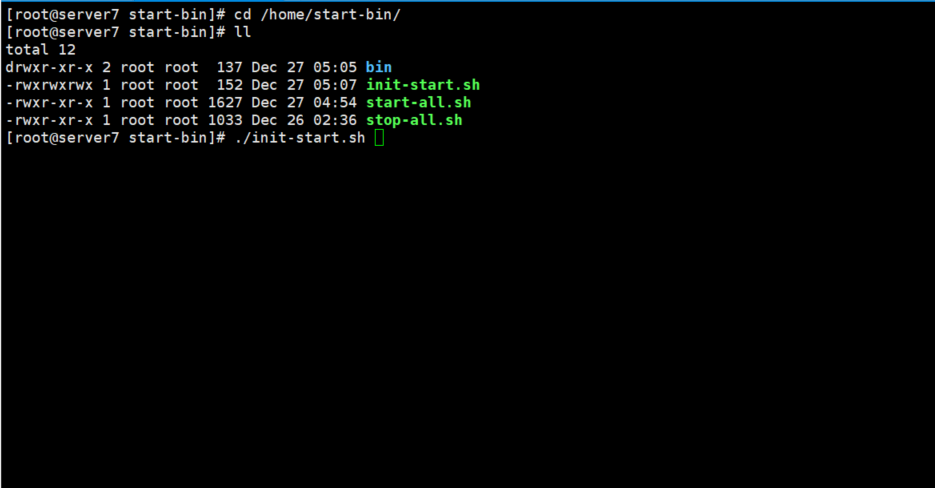 [root@server7 start-bin]# cd /home/start-bin/
[root@server7 start-bin]# ll
total 12
drwxr-xr-x 2 root root  137 Dec 27 05:05 bin
-rwxrwxrwx 1 root root  152 Dec 27 05:07 init-start.sh
-rwxr-xr-x 1 root root 1627 Dec 27 04:54 start-all.sh
-rwxr-xr-x 1 root root 1033 Dec 26 02:36 stop-all.sh
[root@server7 start-bin]# ./init-start.sh